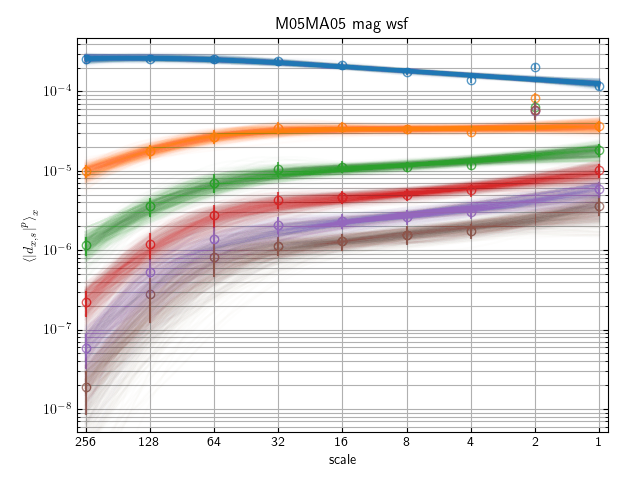 M05MA05 mag wsf
10⁻⁴
10⁻⁵
10⁻⁶
10⁻⁷
10⁻⁸
⟨|d_{x,s}|^p⟩_x
256 128 64 32 16 8 4 2 1
scale